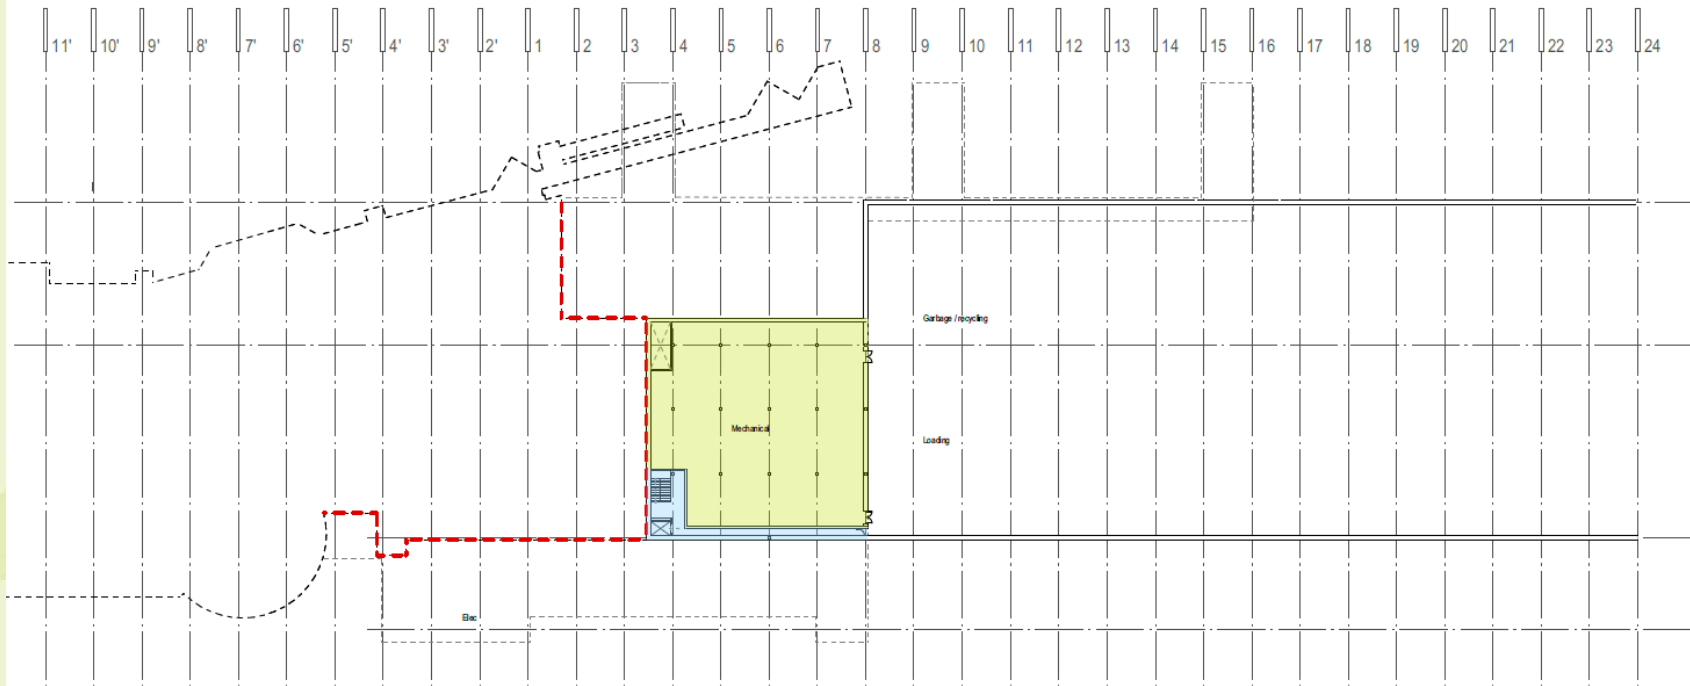 11' 10' 9' 8' 7' 6' 5' 4' 3' 2' 1 2 3 4 5 6 7 8 9 10 11 12 13 14 15 16 17 18 19 20 21 22 23 24
Garbage / recycling
Mechanical
Loading
Elec